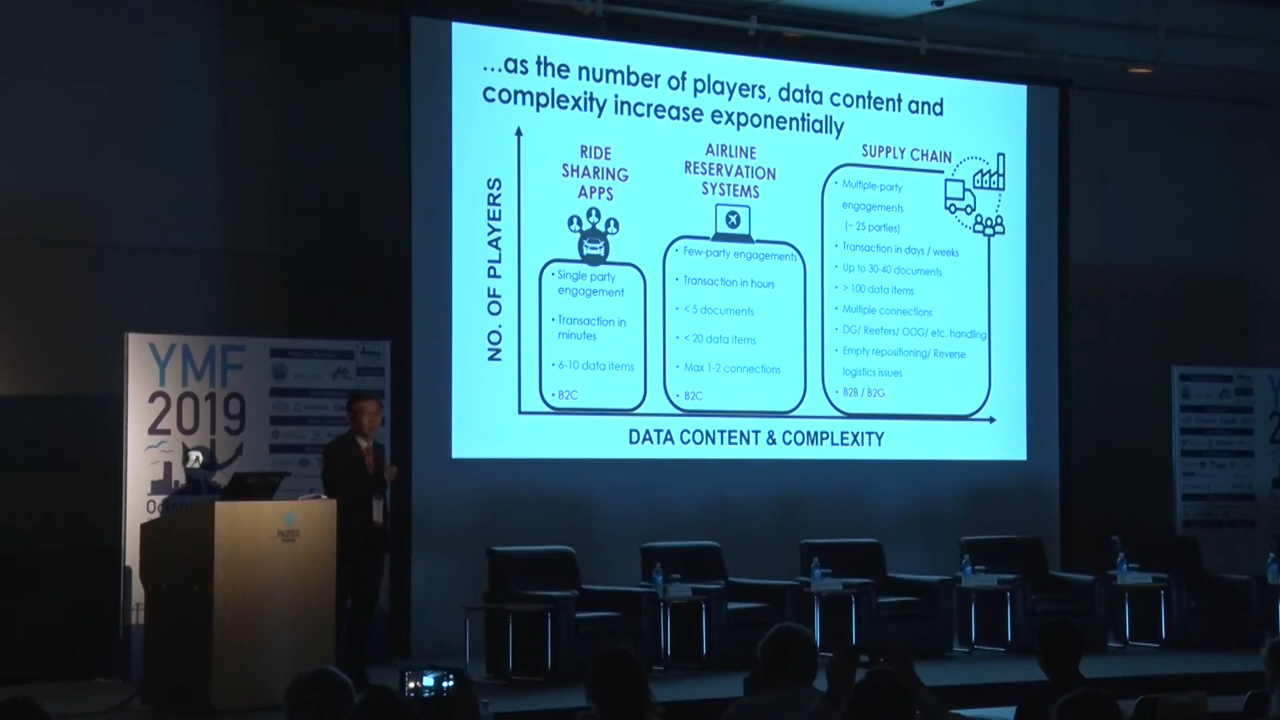 ...as the number of players, data content and
complexity increase exponentially
NO. OF PLAYERS
RIDE
SHARING
APPS
• Single party
engagement
• Transaction in
minutes
• 6-10 data items
• B2C
AIRLINE
RESERVATION
SYSTEMS
• Few-party engagements
• Transaction in hours
• < 5 documents
• < 20 data items
• Max 1-2 connections
• B2C
SUPPLY CHAIN
• Multiple-party
engagements
(~ 25 parties)
• Transaction in days / weeks
• Up to 30-40 documents
• > 100 data items
• Multiple connections
• DG/ Reefers/ OOG/ etc. handling
• Empty repositioning/ Reverse
logistics issues
• B2B / B2G
DATA CONTENT & COMPLEXITY
YMF
2019
PACIFICO